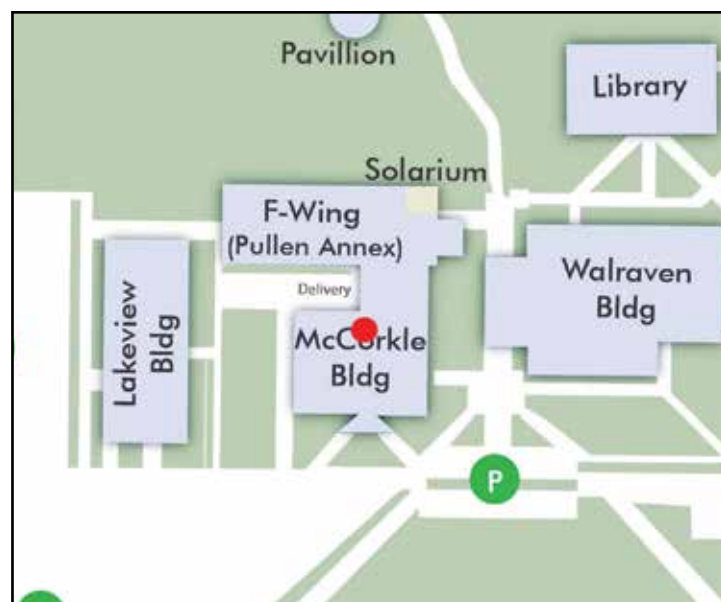 Pavillion
Library
Solarium
F-Wing
(Pullen Annex)
Walraven
Bldg
Delivery
Lakeview
Bldg
McCorkle
Bldg
P